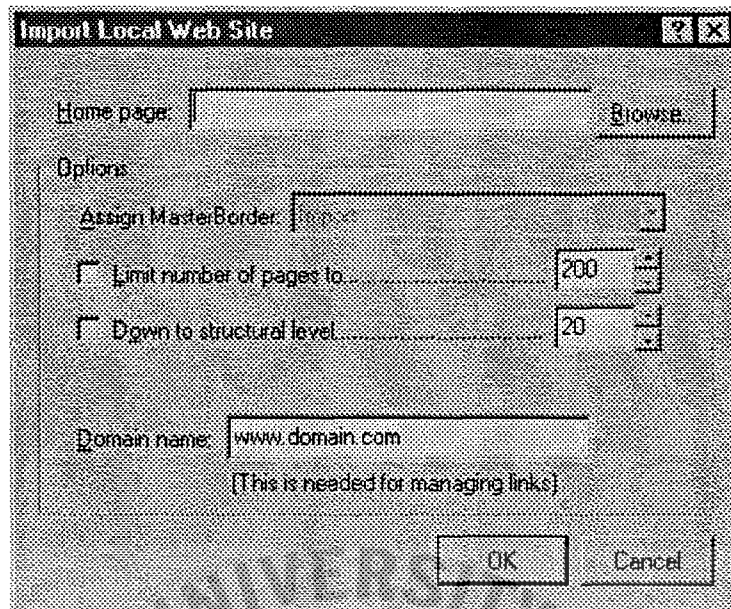 Import Local Web Site
Home page: Browse..
Options
Assign MasterBorder Import
Limit number of pages to 200
Down to structural level 20
Domain name: www.domain.com
(This is needed for managing links)
OK Cancel